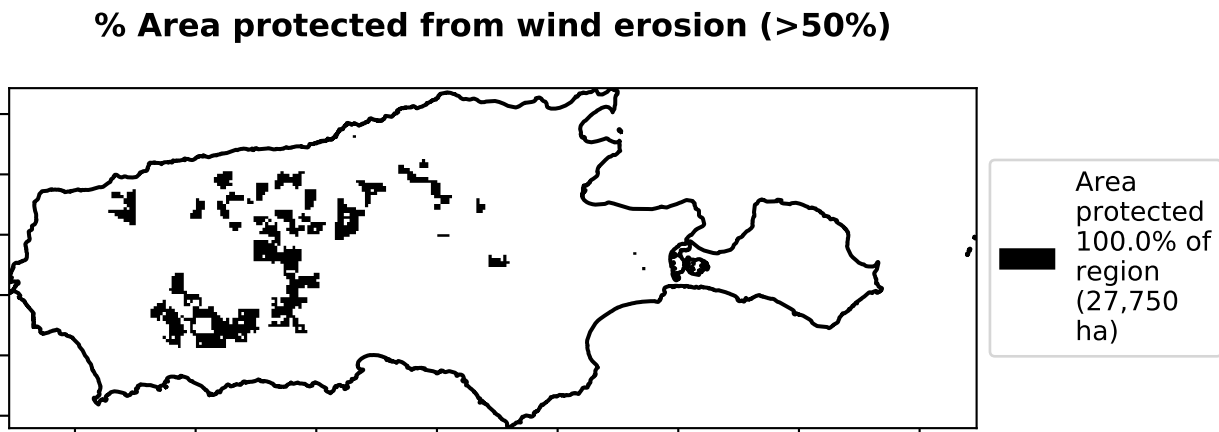 % Area protected from wind erosion (>50%)
Area
protected
100.0% of
region
(27,750
ha)